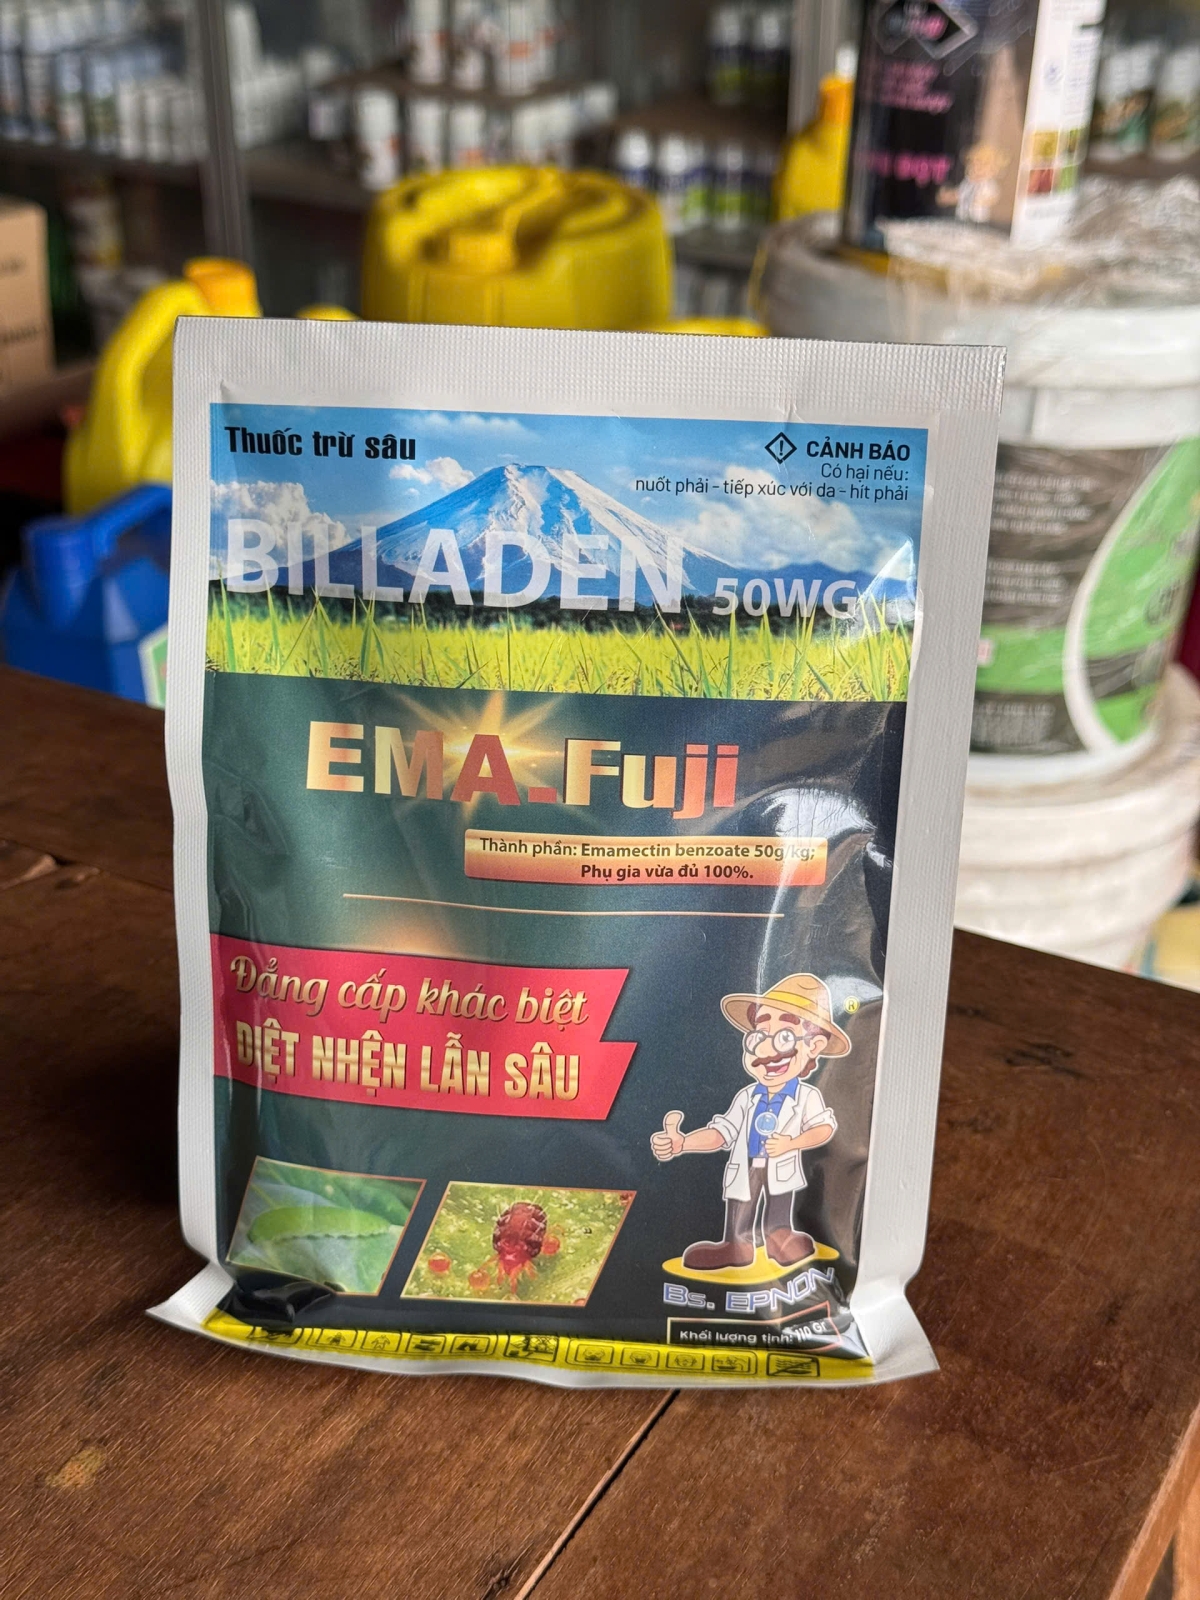 Thuốc trừ sâu
CẢNH BÁO
Có hại nếu:
nuốt phải - tiếp xúc với da - hít phải
BILLADEN 50WG
EMA-Fuji
Thành phần: Emamectin benzoate 50g/kg;
Phụ gia vừa đủ 100%.
Đẳng cấp khác biệt
DIỆT NHỆN LẪN SÂU
®
Bs. EPNON
Khối lượng tịnh: 110 Gr